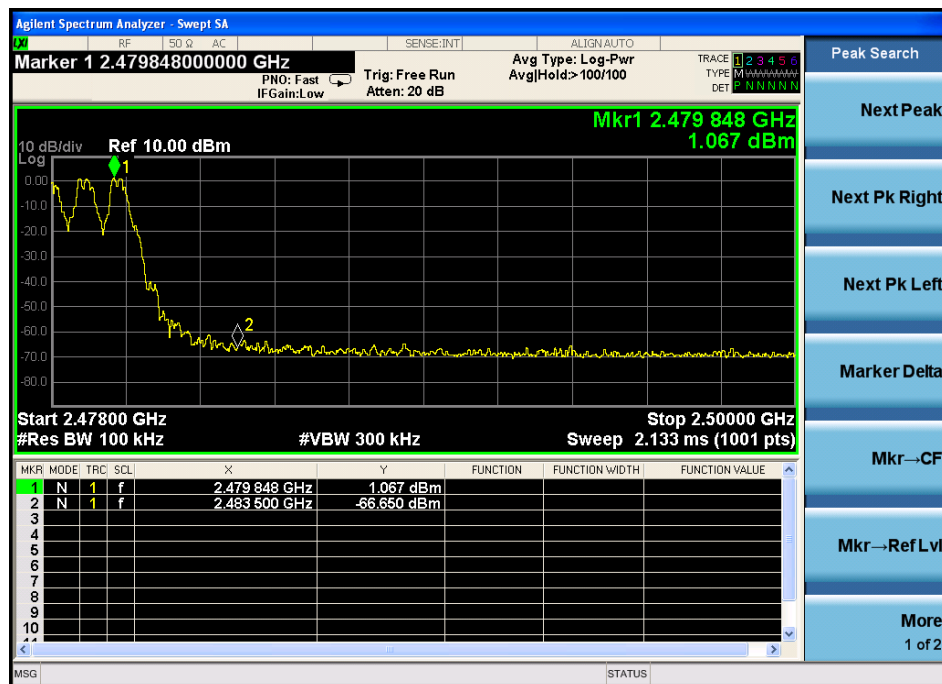 Agilent Spectrum Analyzer - Swept SA
LXI RF 50 Ω AC SENSE:INT ALIGN AUTO
Marker 1 2.479848000000 GHz
PNO: Fast
IFGain:Low
Trig: Free Run
Atten: 20 dB
Avg Type: Log-Pwr
Avg|Hold:>100/100
TRACE 1 2 3 4 5 6
TYPE M WWWWW
DET P N N N N N
Mkr1 2.479 848 GHz
1.067 dBm
10 dB/div Ref 10.00 dBm
Log
1
0.00
-10.0
-20.0
-30.0
-40.0
-50.0
-60.0
-70.0
-80.0
2
Start 2.47800 GHz Stop 2.50000 GHz
#Res BW 100 kHz #VBW 300 kHz Sweep 2.133 ms (1001 pts)
MKR MODE TRC SCL X Y FUNCTION FUNCTION WIDTH FUNCTION VALUE
1 N 1 f 2.479 848 GHz 1.067 dBm
2 N 1 f 2.483 500 GHz -66.650 dBm
3
4
5
6
7
8
9
10
11
MSG STATUS
Peak Search
Next Peak
Next Pk Right
Next Pk Left
Marker Delta
Mkr→CF
Mkr→Ref Lvl
More
1 of 2